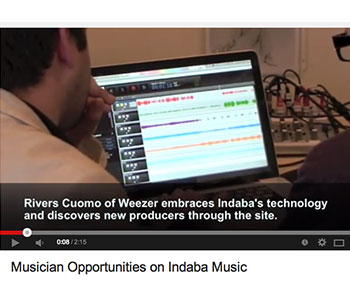 Rivers Cuomo of Weezer embraces Indaba's technology
and discovers new producers through the site.
0:08 / 2:15
Musician Opportunities on Indaba Music